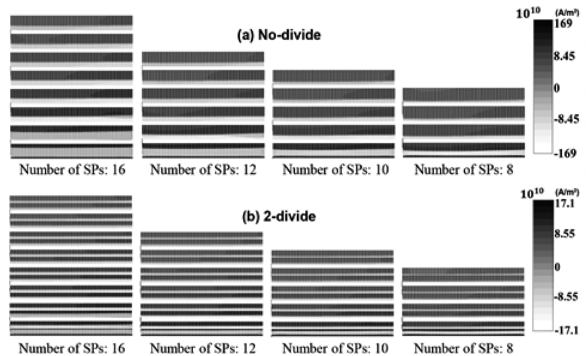 (a) No-divide
10¹⁰ (A/m²)
169
8.45
0
-8.45
-169
Number of SPs: 16
Number of SPs: 12
Number of SPs: 10
Number of SPs: 8
(b) 2-divide
10¹⁰ (A/m²)
17.1
8.55
0
-8.55
-17.1
Number of SPs: 16
Number of SPs: 12
Number of SPs: 10
Number of SPs: 8